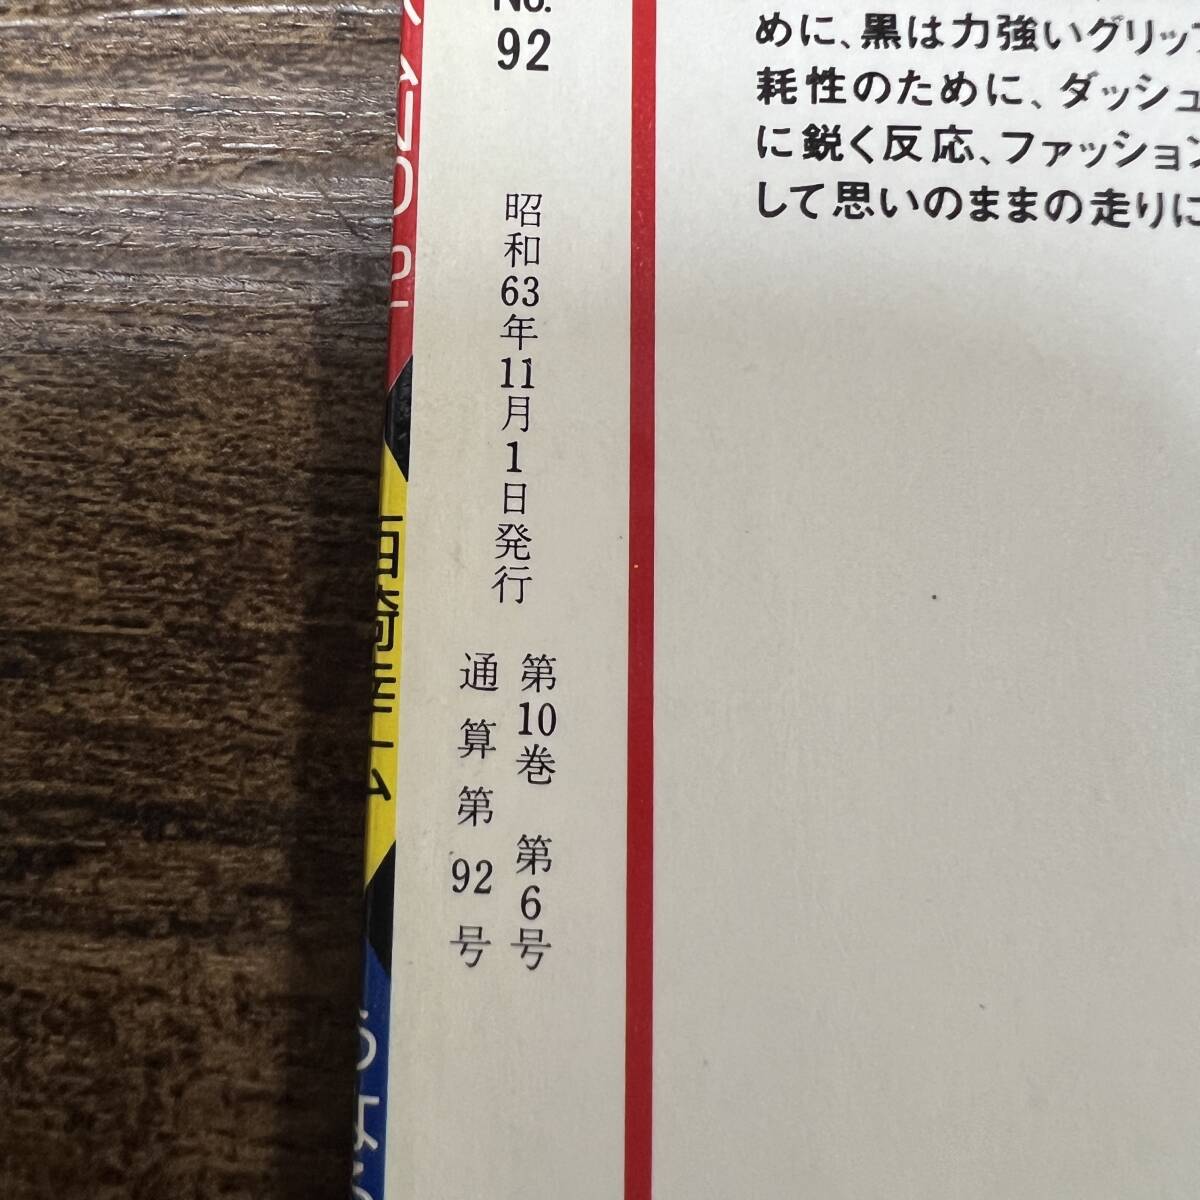 No.
92
昭和63年11月1日発行
第10巻 第6号
通算第92号
めに、黒は力強いグリップ
耗性のために、ダッシュ
に鋭く反応、ファッション
して思いのままの走りに